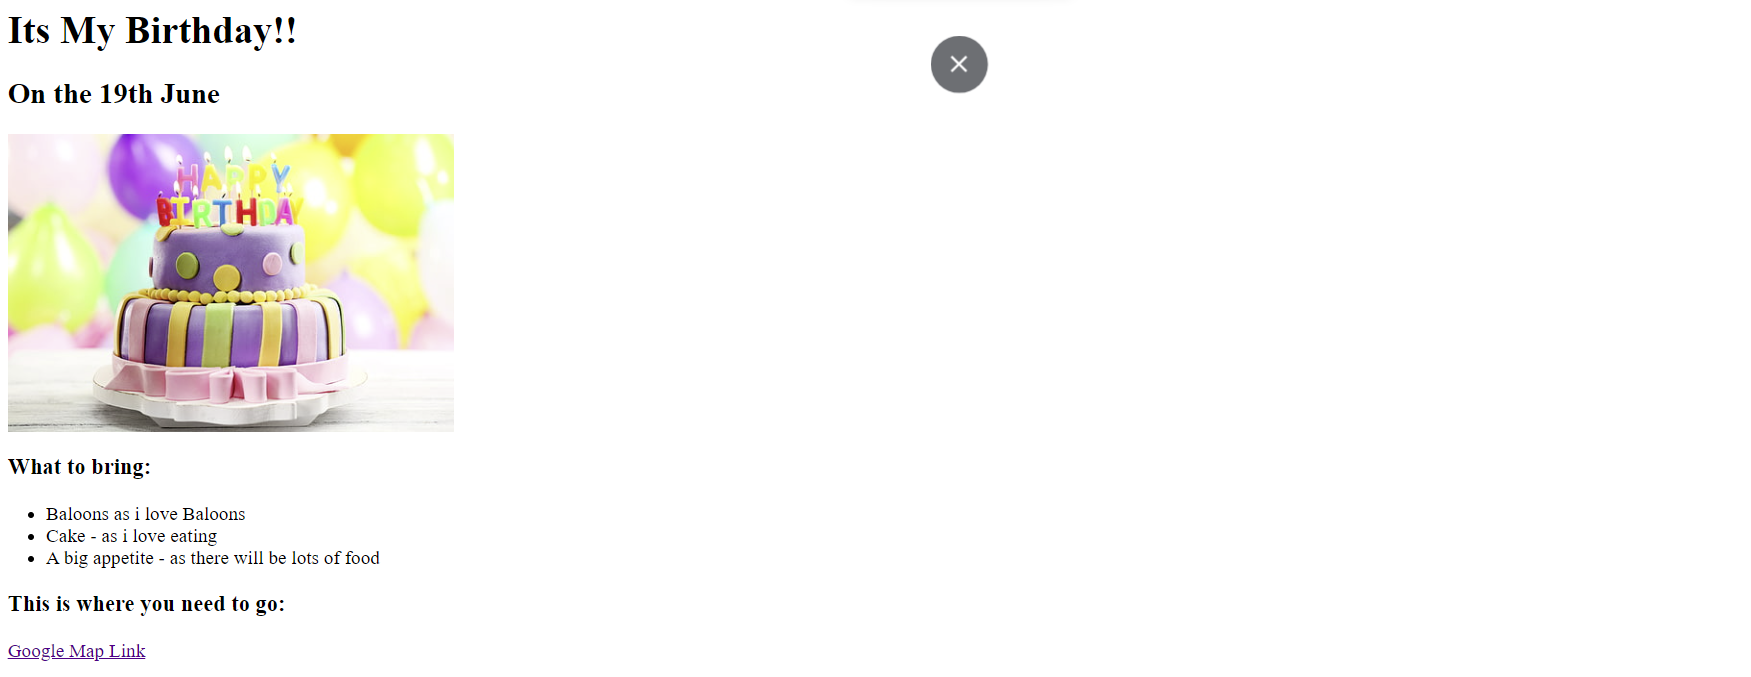 Its My Birthday!!
On the 19th June
HAPPY
BIRTHDAY
What to bring:
Baloons as i love Baloons
Cake - as i love eating
A big appetite - as there will be lots of food
This is where you need to go:
Google Map Link